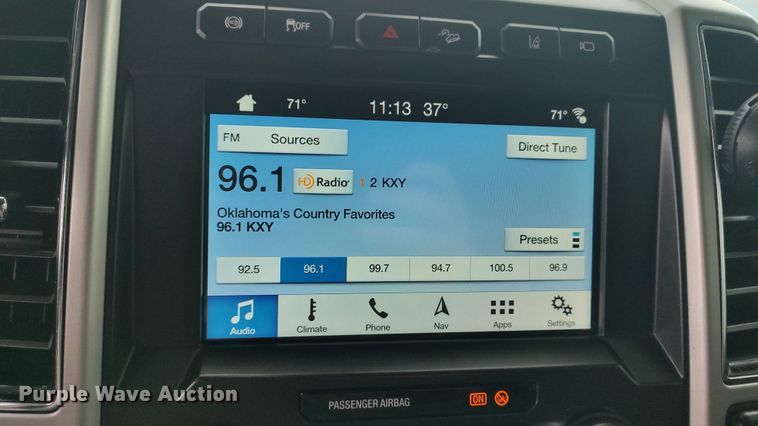 OFF
71° 11:13 37° 71°
FM Sources
Direct Tune
96.1 HD Radio 1 2 KXY
Oklahoma's Country Favorites
96.1 KXY
Presets
92.5 96.1 99.7 94.7 100.5 96.9
Audio Climate Phone Nav Apps Settings
Purple Wave Auction
PASSENGER AIRBAG ON